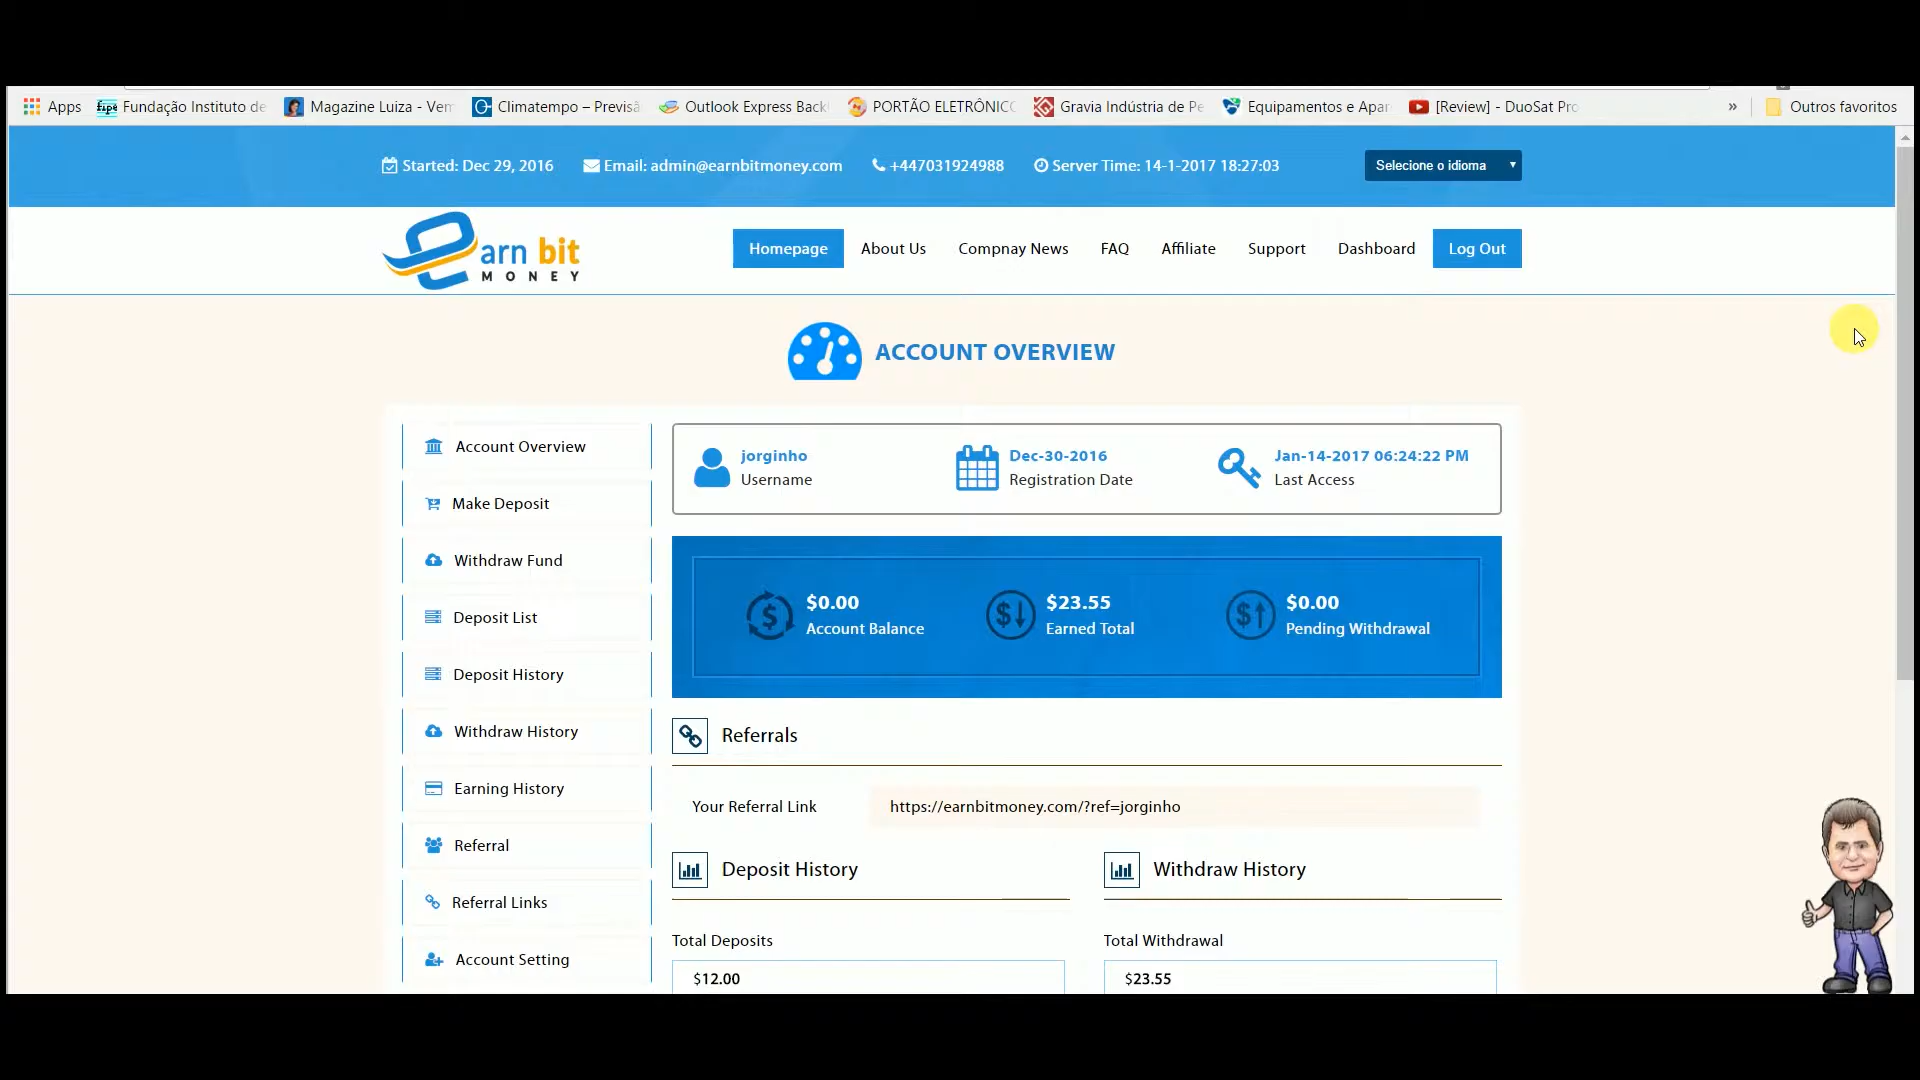 Apps
Fundação Instituto de
Magazine Luiza - Ven
Climatempo – Previsã
Outlook Express Back
PORTÃO ELETRÔNICO
Gravia Indústria de Pe
Equipamentos e Apar
[Review] - DuoSat Pro
»
Outros favoritos
Started: Dec 29, 2016
Email: admin@earnbitmoney.com
+447031924988
Server Time: 14-1-2017 18:27:03
Selecione o idioma
earn bit
MONEY
Homepage
About Us
Compnay News
FAQ
Affiliate
Support
Dashboard
Log Out
ACCOUNT OVERVIEW
Account Overview
Make Deposit
Withdraw Fund
Deposit List
Deposit History
Withdraw History
Earning History
Referral
Referral Links
Account Setting
jorginho
Username
Dec-30-2016
Registration Date
Jan-14-2017 06:24:22 PM
Last Access
$0.00
Account Balance
$23.55
Earned Total
$0.00
Pending Withdrawal
Referrals
Your Referral Link
https://earnbitmoney.com/?ref=jorginho
Deposit History
Withdraw History
Total Deposits
$12.00
Total Withdrawal
$23.55